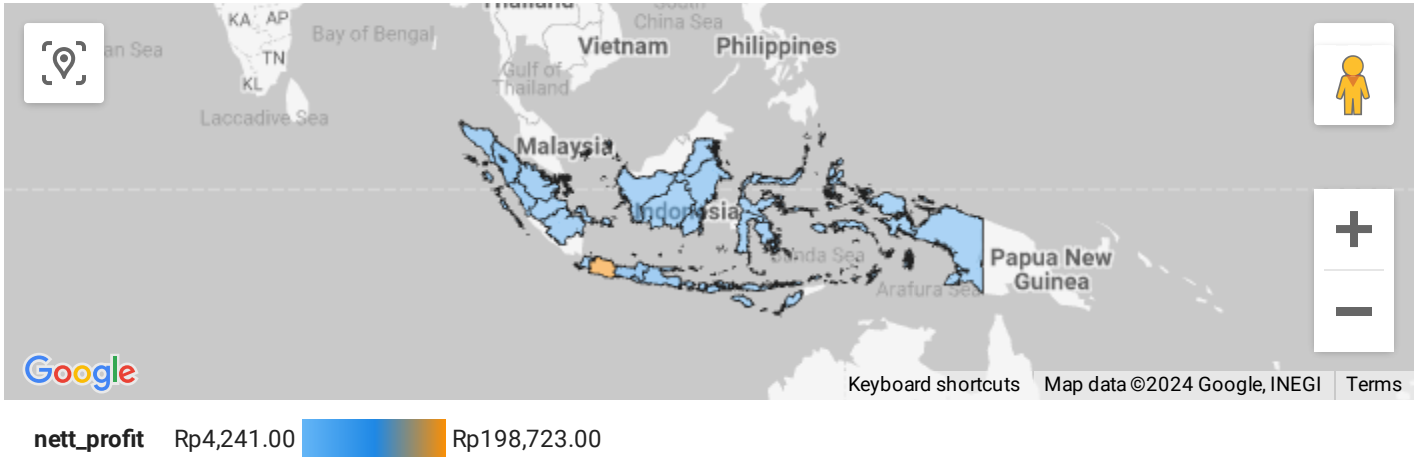 Thailand
South
China Sea
KA AP
Bay of Bengal
an Sea
Vietnam
Philippines
TN
KL
Gulf of
Thailand
Laccadive Sea
Malaysia
Indonesia
Banda Sea
Papua New
Guinea
Arafura Sea
Google
Keyboard shortcuts
Map data ©2024 Google, INEGI
Terms
nett_profit Rp4,241.00 Rp198,723.00